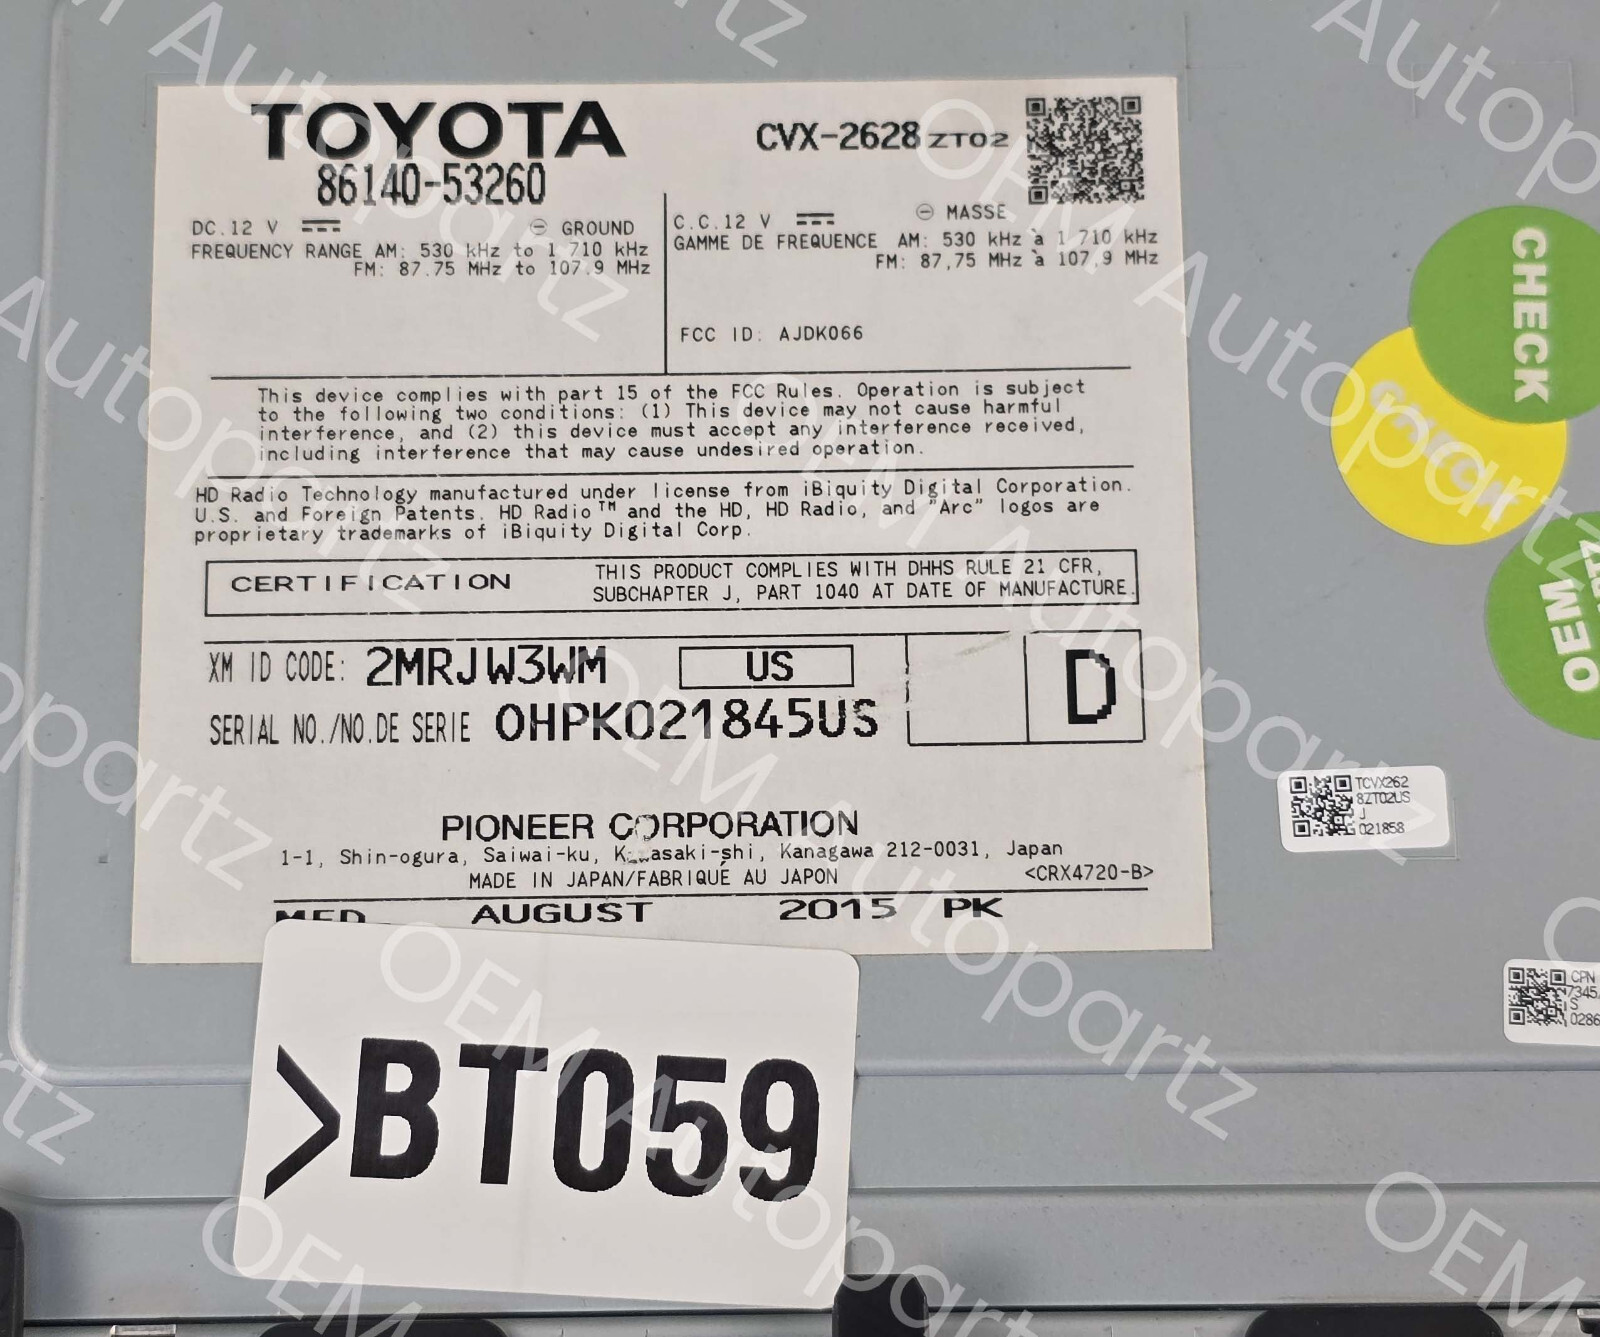 TOYOTA
86140-53260
CVX-2628 ZT02
DC.12 V ⊖ GROUND
FREQUENCY RANGE AM: 530 kHz to 1 710 kHz
FM: 87.75 MHz to 107.9 MHz
C.C.12 V ⊖ MASSE
GAMME DE FREQUENCE AM: 530 kHz à 1 710 kHz
FM: 87,75 MHz à 107,9 MHz
FCC ID: AJDK066
This device complies with part 15 of the FCC Rules. Operation is subject
to the following two conditions: (1) This device may not cause harmful
interference, and (2) this device must accept any interference received,
including interference that may cause undesired operation.
HD Radio Technology manufactured under license from iBiquity Digital Corporation.
U.S. and Foreign Patents. HD Radio™ and the HD, HD Radio, and "Arc" logos are
proprietary trademarks of iBiquity Digital Corp.
CERTIFICATION
THIS PRODUCT COMPLIES WITH DHHS RULE 21 CFR,
SUBCHAPTER J, PART 1040 AT DATE OF MANUFACTURE.
XM ID CODE: 2MRJW3WM US
D
SERIAL NO./NO.DE SERIE OHPK021845US
PIONEER CORPORATION
1-1, Shin-ogura, Saiwai-ku, Kawasaki-shi, Kanagawa 212-0031, Japan
MADE IN JAPAN/FABRIQUÉ AU JAPON <CRX4720-B>
MFD AUGUST 2015 PK
>BT059
CHECK
CHECK
OEM
TCVX262
8ZT02US
J
021858
CPN
7345
S
0286
OEM Autopartz